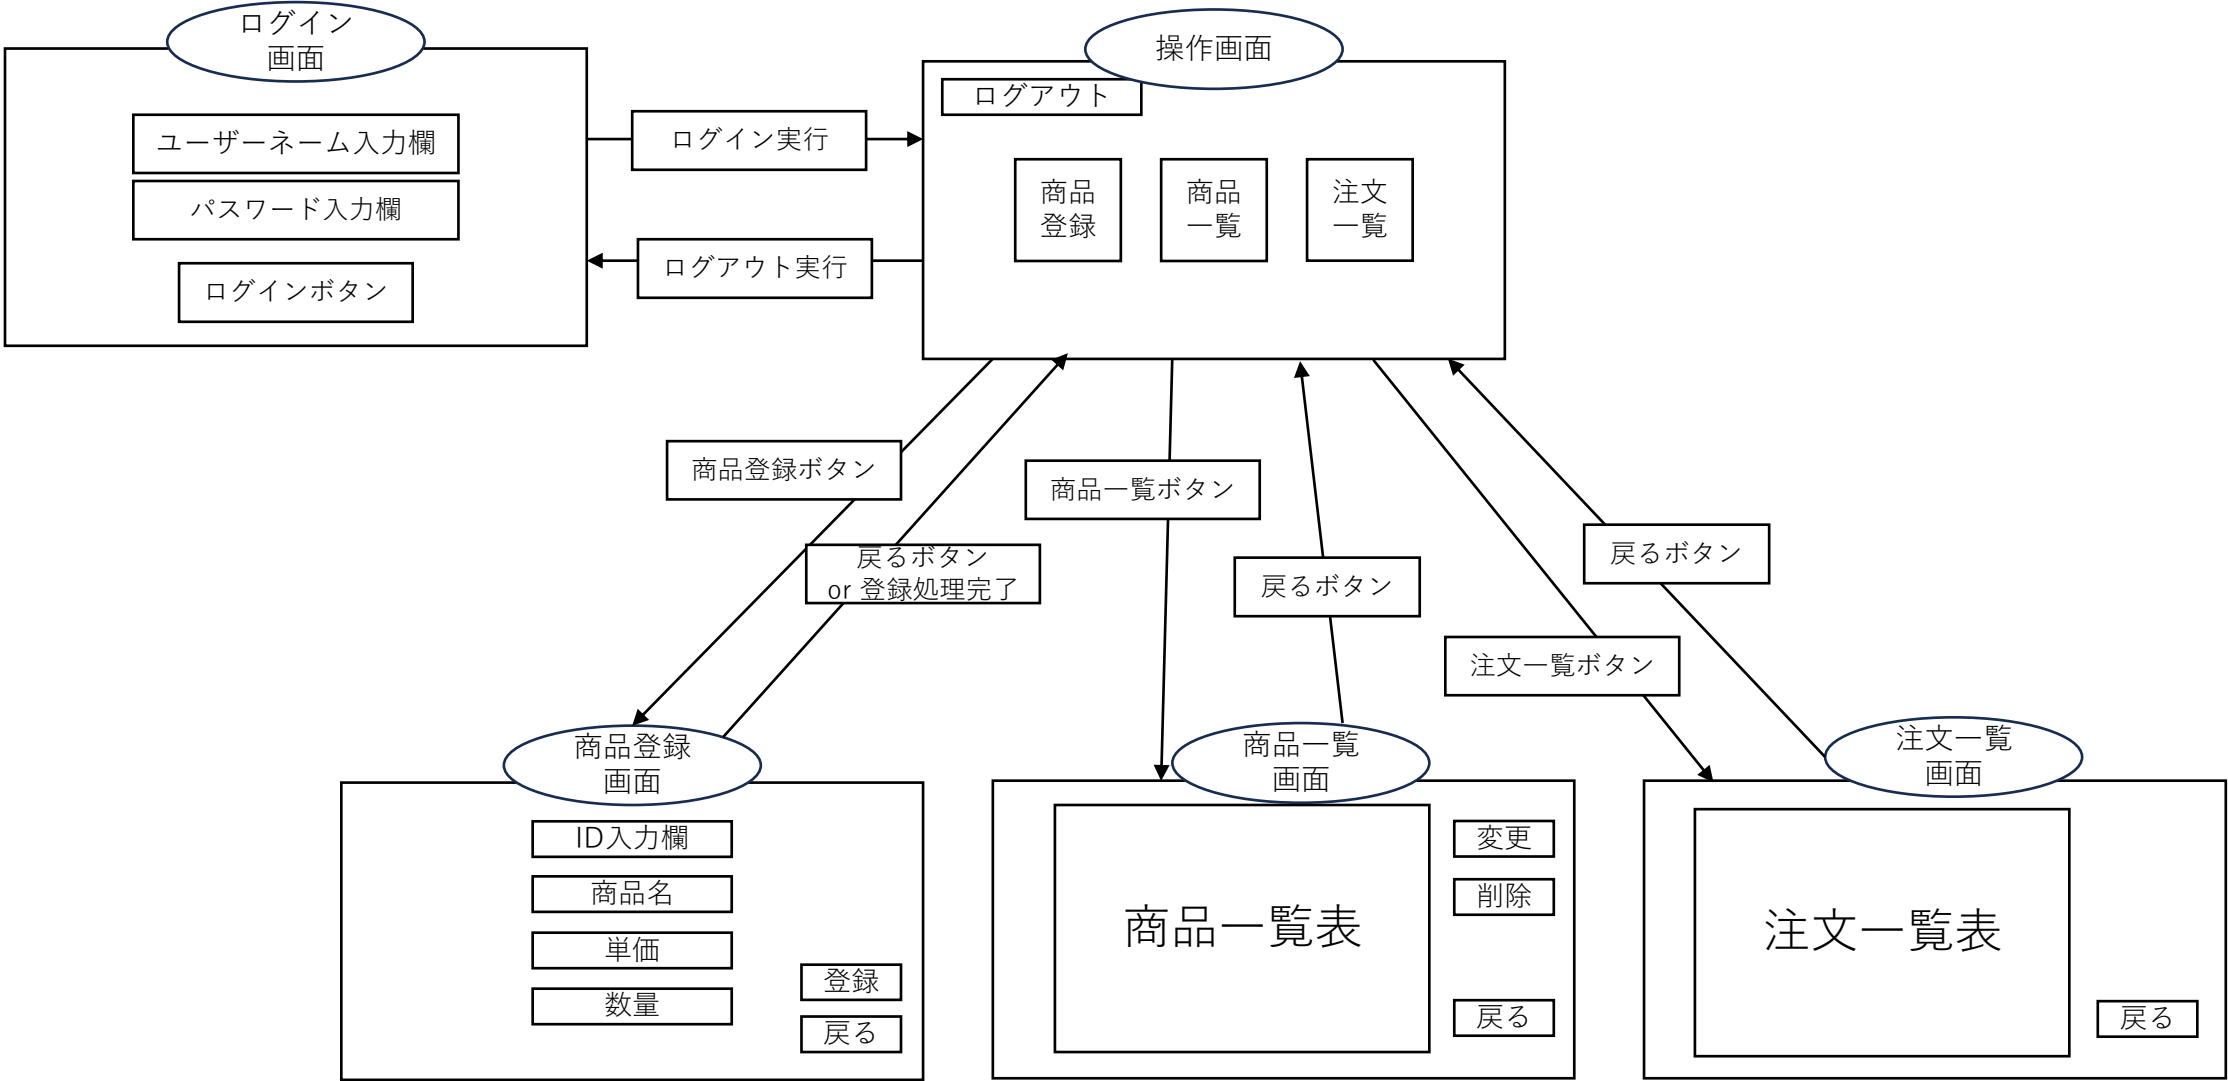 ログイン
画面
ユーザーネーム入力欄
パスワード入力欄
ログインボタン
ログイン実行
ログアウト実行
操作画面
ログアウト
商品
登録
商品
一覧
注文
一覧
商品登録ボタン
戻るボタン
or 登録処理完了
商品一覧ボタン
戻るボタン
注文一覧ボタン
戻るボタン
商品登録
画面
ID入力欄
商品名
単価
数量
登録
戻る
商品一覧
画面
商品一覧表
変更
削除
戻る
注文一覧
画面
注文一覧表
戻る